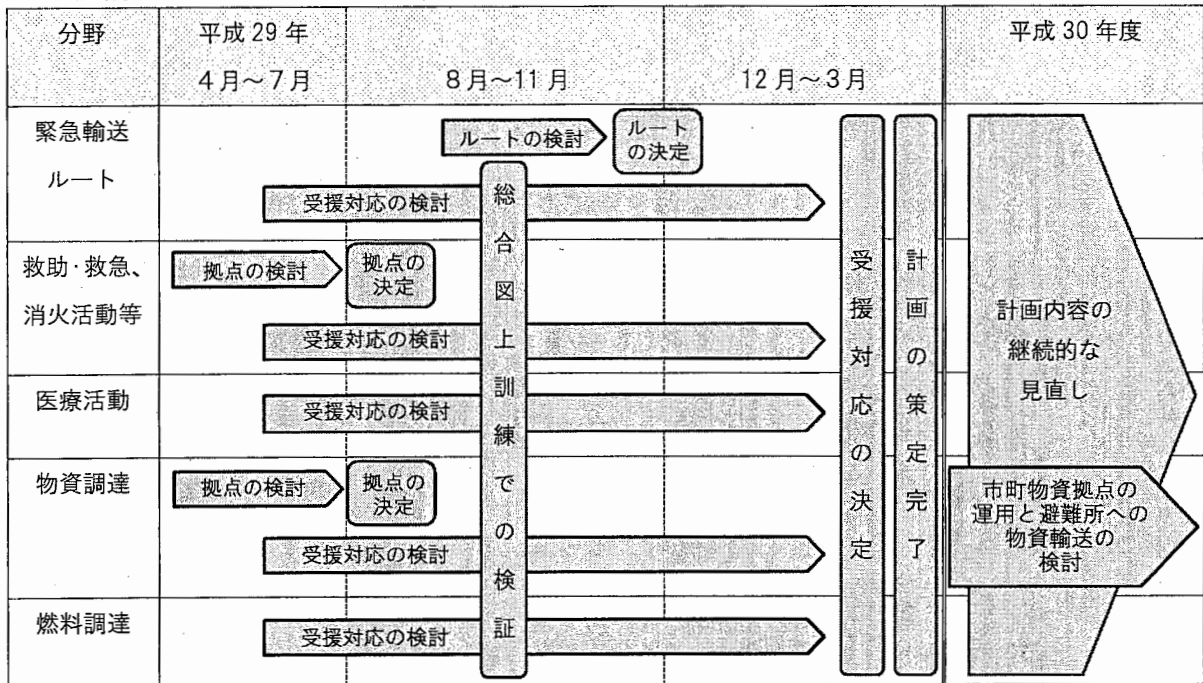 分野
平成29年
平成30年度
4月～7月
8月～11月
12月～3月
緊急輸送
ルート
ルートの検討
ルート
の決定
受援対応の検討
救助·救急、
消火活動等
拠点の検討
拠点の
決定
受援対応の検討
医療活動
受援対応の検討
物資調達
拠点の検討
拠点の
決定
受援対応の検討
燃料調達
受援対応の検討
総合図上訓練での検証
受援対応の決定
計画の策定完了
計画内容の
継続的な
見直し
市町物資拠点の
運用と避難所への
物資輸送の
検討